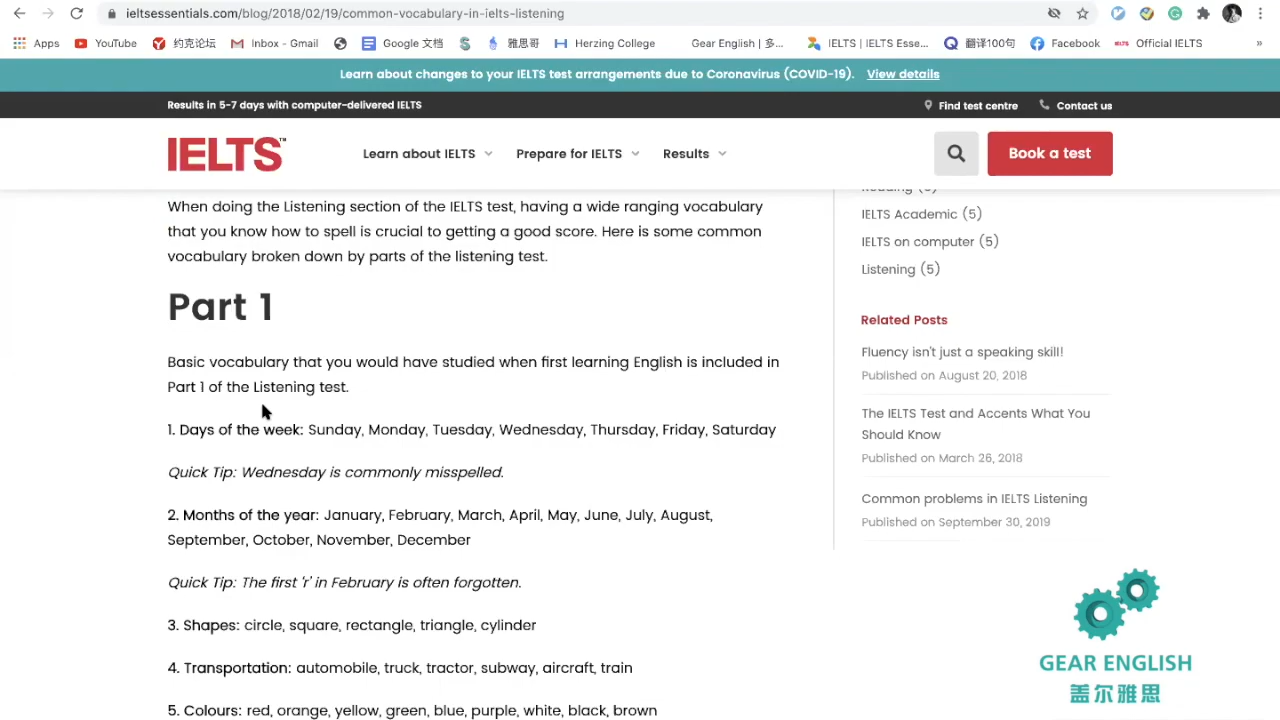 ieltsessentials.com/blog/2018/02/19/common-vocabulary-in-ielts-listening
Apps YouTube 约克论坛 Inbox - Gmail Google 文档 雅思哥 Herzing College Gear English | 多... IELTS | IELTS Esse... 翻译100句 Facebook IELTS Official IELTS »
Learn about changes to your IELTS test arrangements due to Coronavirus (COVID-19). View details
Results in 5-7 days with computer-delivered IELTS Find test centre Contact us
IELTS™ Learn about IELTS Prepare for IELTS Results Book a test
When doing the Listening section of the IELTS test, having a wide ranging vocabulary
that you know how to spell is crucial to getting a good score. Here is some common
vocabulary broken down by parts of the listening test.
Part 1
Basic vocabulary that you would have studied when first learning English is included in
Part 1 of the Listening test.
1. Days of the week: Sunday, Monday, Tuesday, Wednesday, Thursday, Friday, Saturday
Quick Tip: Wednesday is commonly misspelled.
2. Months of the year: January, February, March, April, May, June, July, August,
September, October, November, December
Quick Tip: The first 'r' in February is often forgotten.
3. Shapes: circle, square, rectangle, triangle, cylinder
4. Transportation: automobile, truck, tractor, subway, aircraft, train
5. Colours: red, orange, yellow, green, blue, purple, white, black, brown
Reading (5)
IELTS Academic (5)
IELTS on computer (5)
Listening (5)
Related Posts
Fluency isn't just a speaking skill!
Published on August 20, 2018
The IELTS Test and Accents What You
Should Know
Published on March 26, 2018
Common problems in IELTS Listening
Published on September 30, 2019
GEAR ENGLISH
盖尔雅思